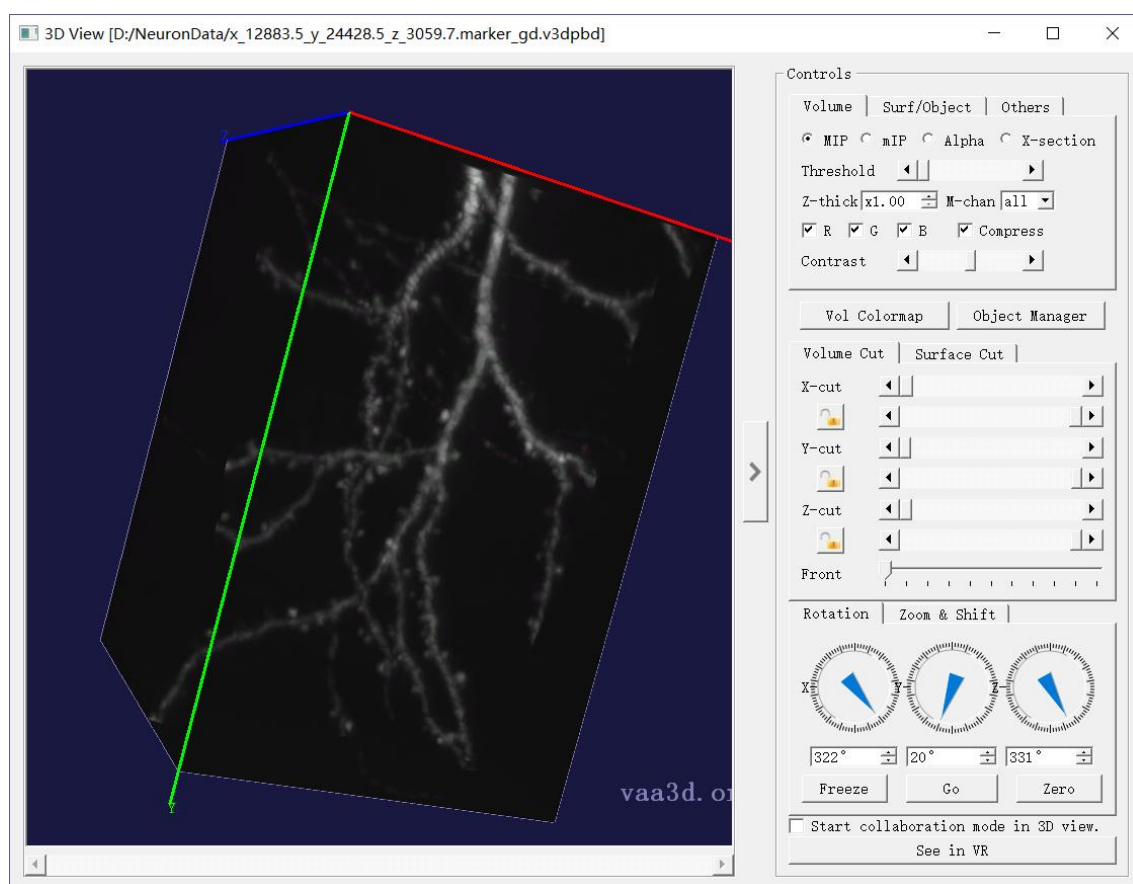 3D View [D:/NeuronData/x_12883.5_y_24428.5_z_3059.7.marker_gd.v3dpbd]
Controls
Volume Surf/Object Others
MIP mIP Alpha X-section
Threshold
Z-thick x1.00 M-chan all
R G B Compress
Contrast
Vol Colormap Object Manager
Volume Cut Surface Cut
X-cut
Y-cut
Z-cut
Front
Rotation Zoom & Shift
X Y Z
322° 20° 331°
Freeze Go Zero
Start collaboration mode in 3D view.
See in VR
Z
Y
vaa3d.or